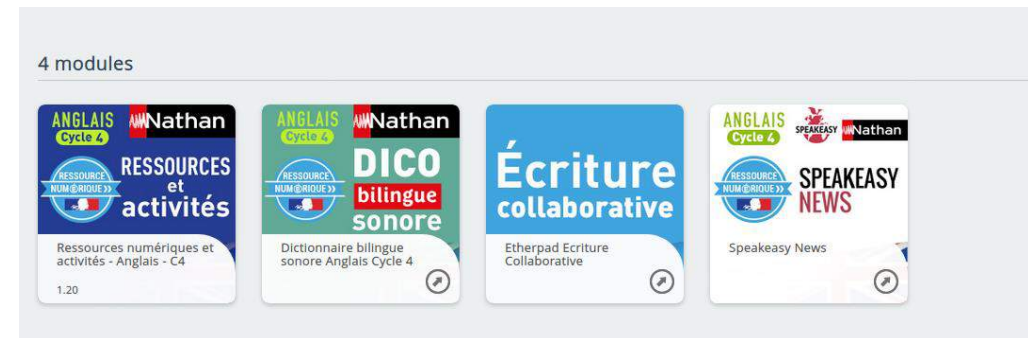 4 modules
ANGLAIS
Cycle 4
Nathan
RESSOURCE
NUMÉRIQUE >>
RESSOURCES
et
activités
Ressources numériques et
activités - Anglais - C4
1.20
ANGLAIS
Cycle 4
Nathan
RESSOURCE
NUMÉRIQUE >>
DICO
bilingue
sonore
Dictionnaire bilingue
sonore Anglais Cycle 4
Écriture
collaborative
Etherpad Ecriture
Collaborative
ANGLAIS
Cycle 4
SPEAKEASY
Nathan
RESSOURCE
NUMÉRIQUE >>
SPEAKEASY
NEWS
Speakeasy News